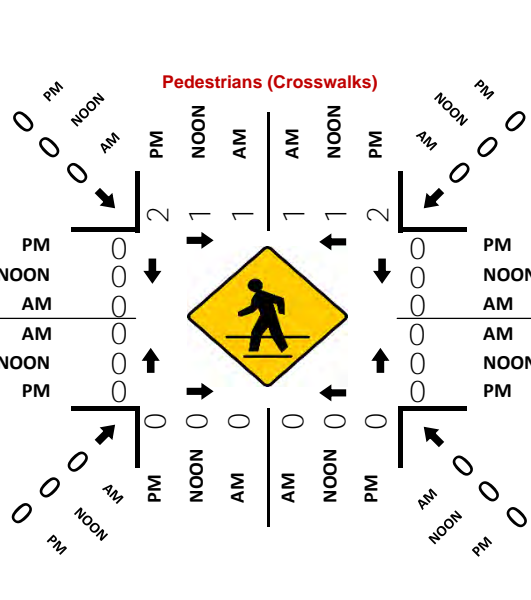 Pedestrians (Crosswalks)
PM NOON AM AM NOON PM
0 PM 0 NOON 0 AM
PM 0 NOON 0 AM 0
2 1 1 1 1 2
PM 0 0 PM
NOON 0 0 NOON
AM 0 0 AM
AM 0 0 AM
NOON 0 0 NOON
PM 0 0 PM
0 0 0 0 0 0
PM NOON AM AM NOON PM
0 AM 0 NOON 0 PM
0 AM 0 NOON 0 PM